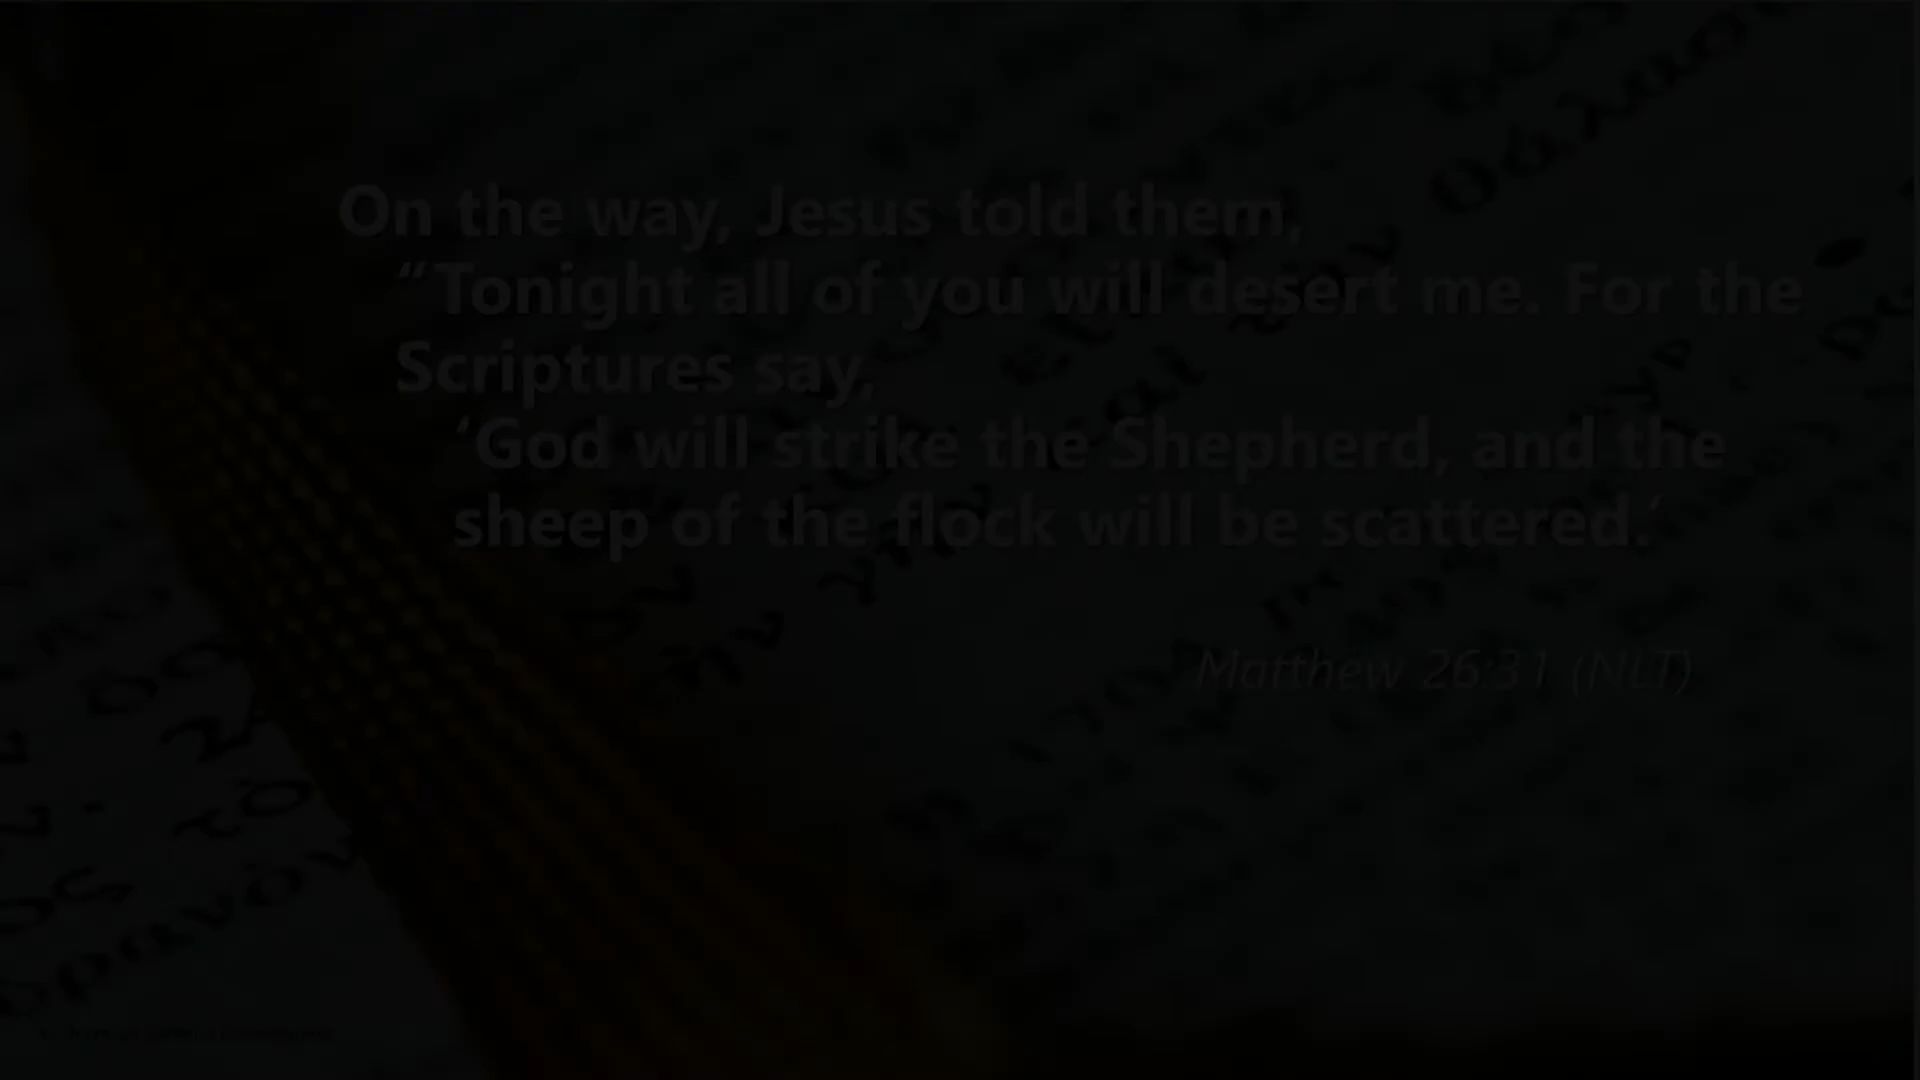 On the way, Jesus told them,
“Tonight all of you will desert me. For the
Scriptures say,
‘God will strike the Shepherd, and the
sheep of the flock will be scattered.’
Matthew 26:31 (NLT)